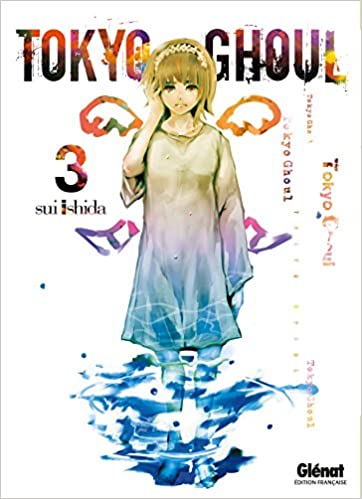 TOKYO GHOUL
3
sui ishida
Tokyo Ghoul
Tokyo Ghoul
Tokyo Ghoul
Glénat
ÉDITION FRANÇAISE